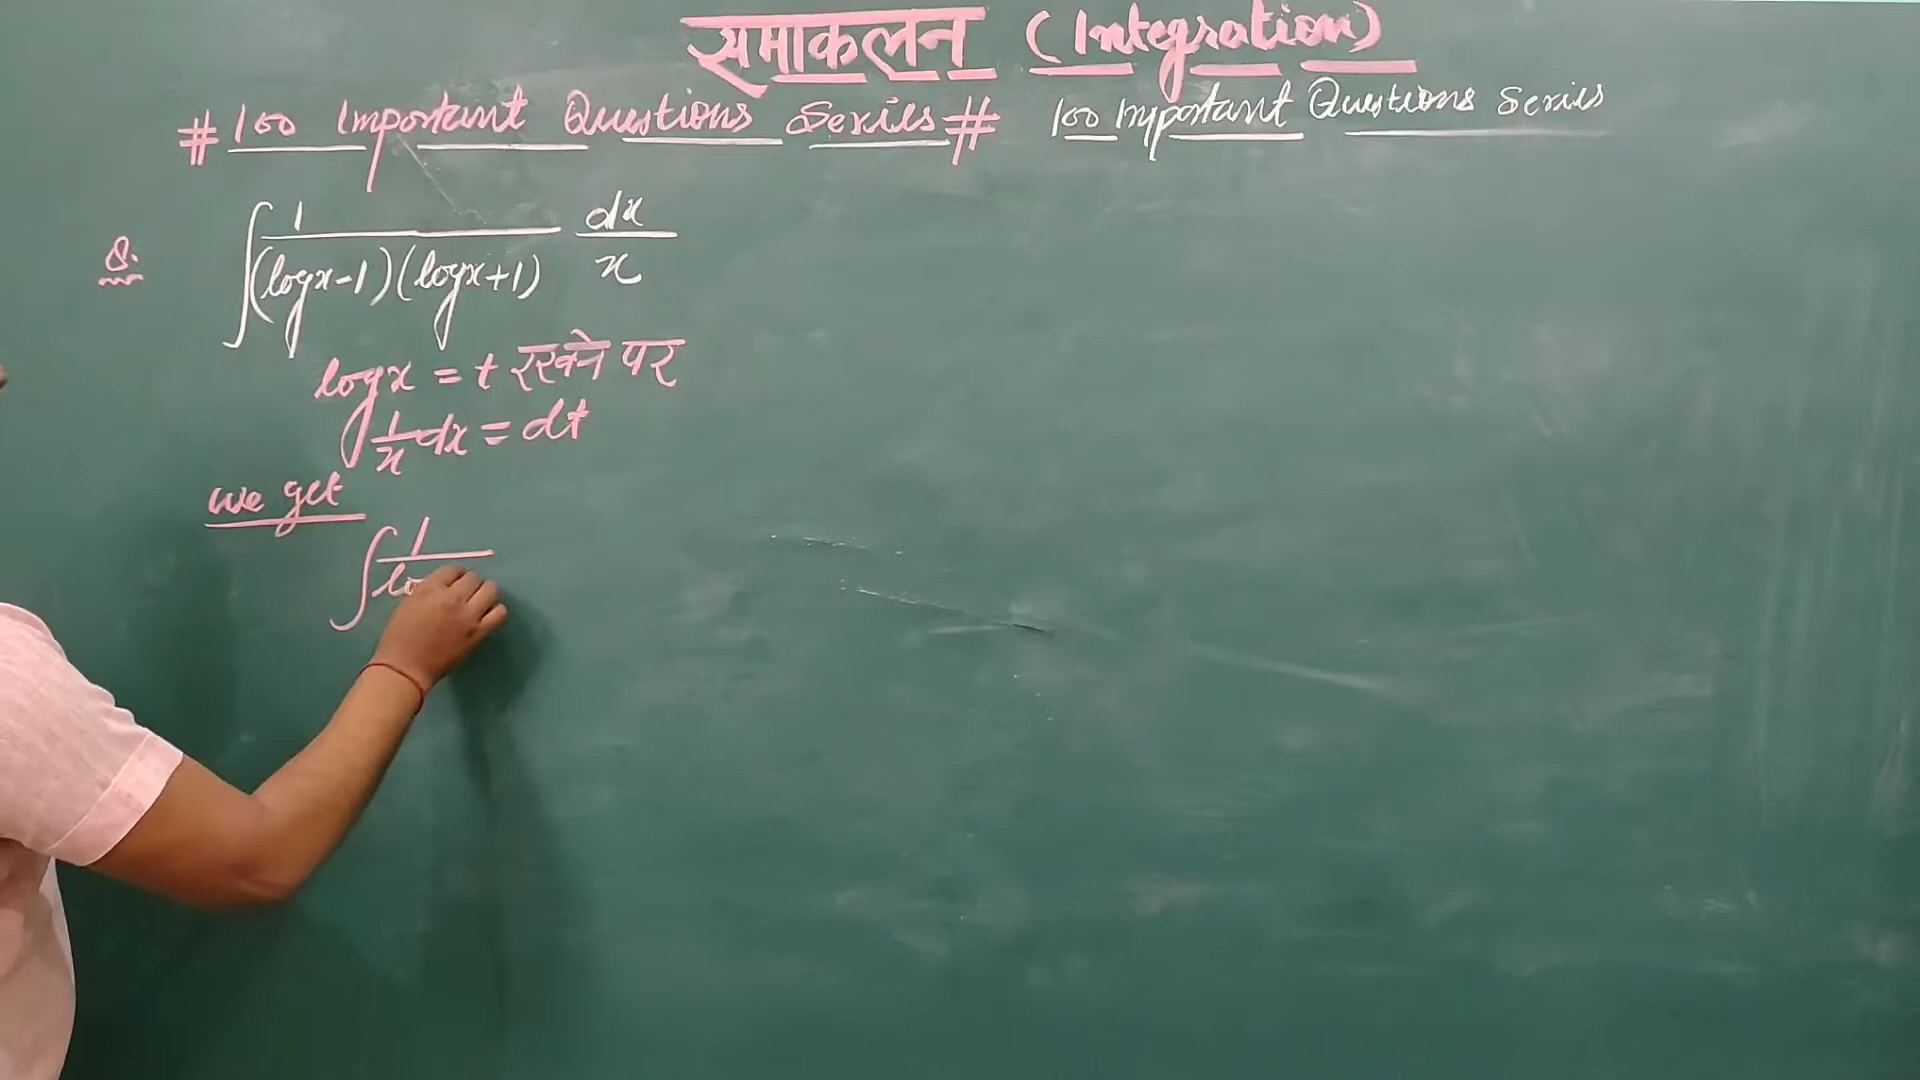 समाकलन (Integration)
# 100 Important Questions Series # 100 Important Questions Series
Q. ∫ 1/((logx-1)(logx+1)) dx/x
logx = t रखने पर
1/x dx = dt
we get
∫ 1/lo